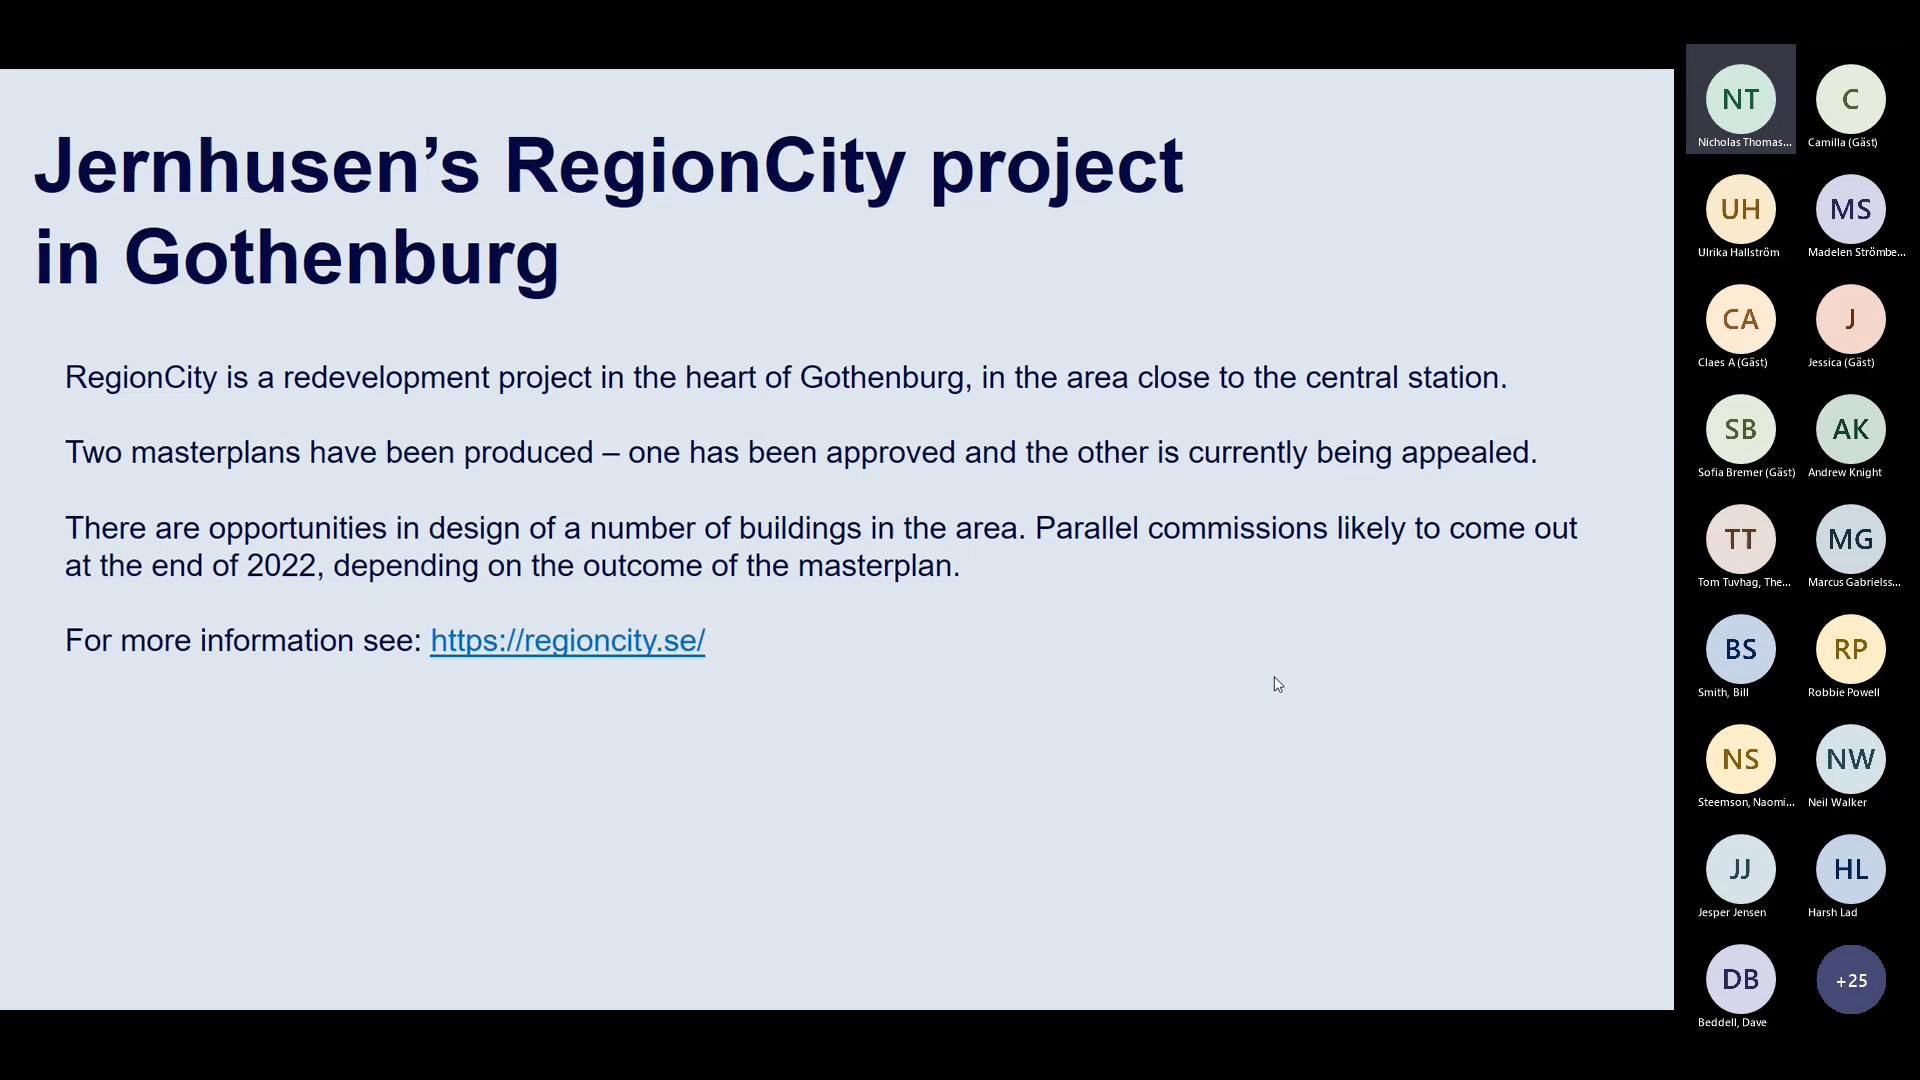 Jernhusen’s RegionCity project
in Gothenburg
RegionCity is a redevelopment project in the heart of Gothenburg, in the area close to the central station.
Two masterplans have been produced – one has been approved and the other is currently being appealed.
There are opportunities in design of a number of buildings in the area. Parallel commissions likely to come out
at the end of 2022, depending on the outcome of the masterplan.
For more information see: https://regioncity.se/
NT
Nicholas Thomas...
C
Camilla (Gäst)
UH
Ulrika Hallström
MS
Madelen Strömbe...
CA
Claes A (Gäst)
J
Jessica (Gäst)
SB
Sofia Bremer (Gäst)
AK
Andrew Knight
TT
Tom Tuvhag, The...
MG
Marcus Gabrielss...
BS
Smith, Bill
RP
Robbie Powell
NS
Steemson, Naomi...
NW
Neil Walker
JJ
Jesper Jensen
HL
Harsh Lad
DB
Beddell, Dave
+25